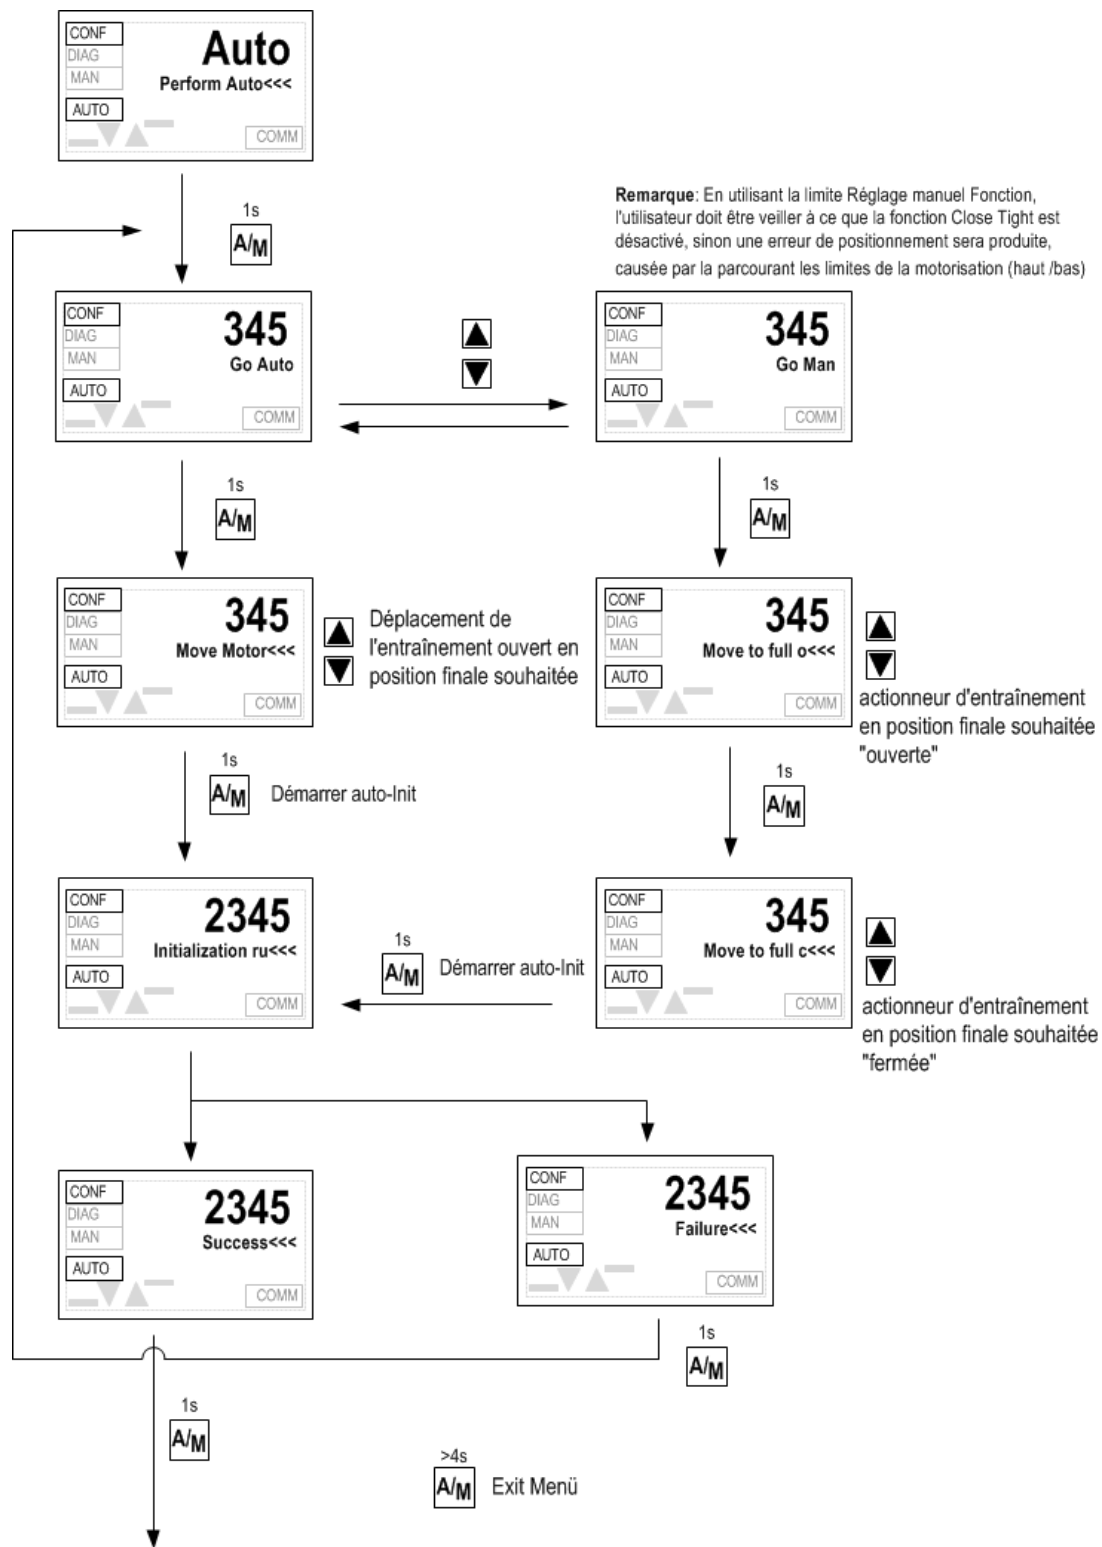 CONF
DIAG
MAN
AUTO
Auto
Perform Auto<<<
COMM
1s
A/M
Remarque: En utilisant la limite Réglage manuel Fonction,
l'utilisateur doit être veiller à ce que la fonction Close Tight est
désactivé, sinon une erreur de positionnement sera produite,
causée par la parcourant les limites de la motorisation (haut /bas)
CONF
DIAG
MAN
AUTO
345
Go Auto
COMM
CONF
DIAG
MAN
AUTO
345
Go Man
COMM
1s
A/M
1s
A/M
CONF
DIAG
MAN
AUTO
345
Move Motor<<<
COMM
Déplacement de
l'entraînement ouvert en
position finale souhaitée
CONF
DIAG
MAN
AUTO
345
Move to full o<<<
COMM
actionneur d'entraînement
en position finale souhaitée
"ouverte"
1s
A/M
Démarrer auto-Init
1s
A/M
CONF
DIAG
MAN
AUTO
2345
Initialization ru<<<
COMM
1s
A/M
Démarrer auto-Init
CONF
DIAG
MAN
AUTO
345
Move to full c<<<
COMM
actionneur d'entraînement
en position finale souhaitée
"fermée"
CONF
DIAG
MAN
AUTO
2345
Success<<<
COMM
CONF
DIAG
MAN
AUTO
2345
Failure<<<
COMM
1s
A/M
1s
A/M
>4s
A/M
Exit Menü